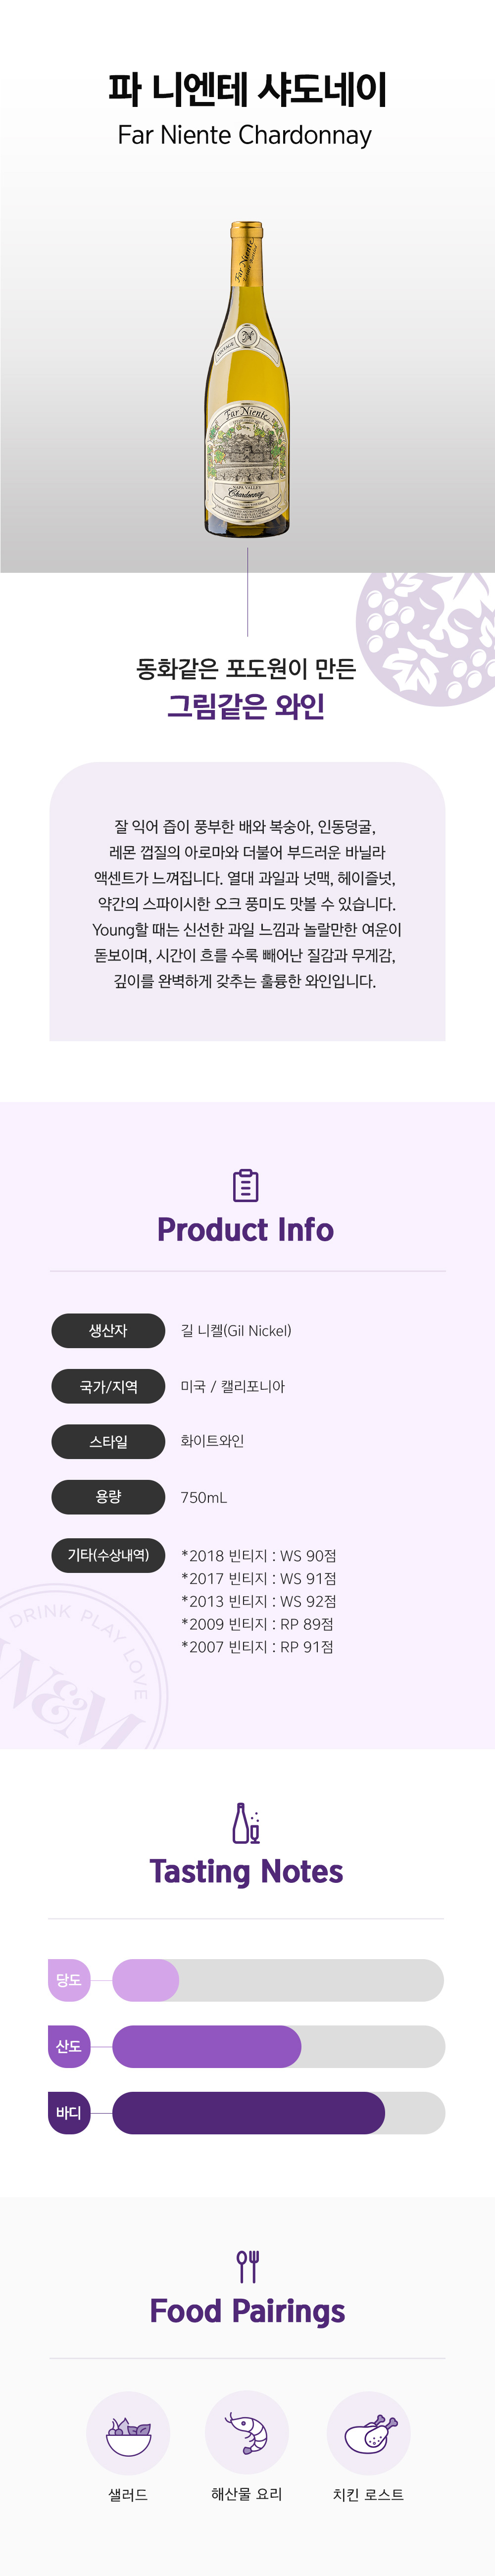 파 니엔테 샤도네이
Far Niente Chardonnay
Far Niente
VINTAGE
Far Niente
NAPA VALLEY
Chardonnay
동화같은 포도원이 만든
그림같은 와인
잘 익어 즙이 풍부한 배와 복숭아, 인동덩굴,
레몬 껍질의 아로마와 더불어 부드러운 바닐라
액센트가 느껴집니다. 열대 과일과 넛맥, 헤이즐넛,
약간의 스파이시한 오크 풍미도 맛볼 수 있습니다.
Young할 때는 신선한 과일 느낌과 놀랄만한 여운이
돋보이며, 시간이 흐를 수록 빼어난 질감과 무게감,
깊이를 완벽하게 갖추는 훌륭한 와인입니다.
Product Info
생산자 길 니켈(Gil Nickel)
국가/지역 미국 / 캘리포니아
스타일 화이트와인
용량 750mL
기타(수상내역) *2018 빈티지 : WS 90점
*2017 빈티지 : WS 91점
*2013 빈티지 : WS 92점
*2009 빈티지 : RP 89점
*2007 빈티지 : RP 91점
DRINK PLAY LOVE
W&M
Tasting Notes
당도
산도
바디
Food Pairings
샐러드 해산물 요리 치킨 로스트